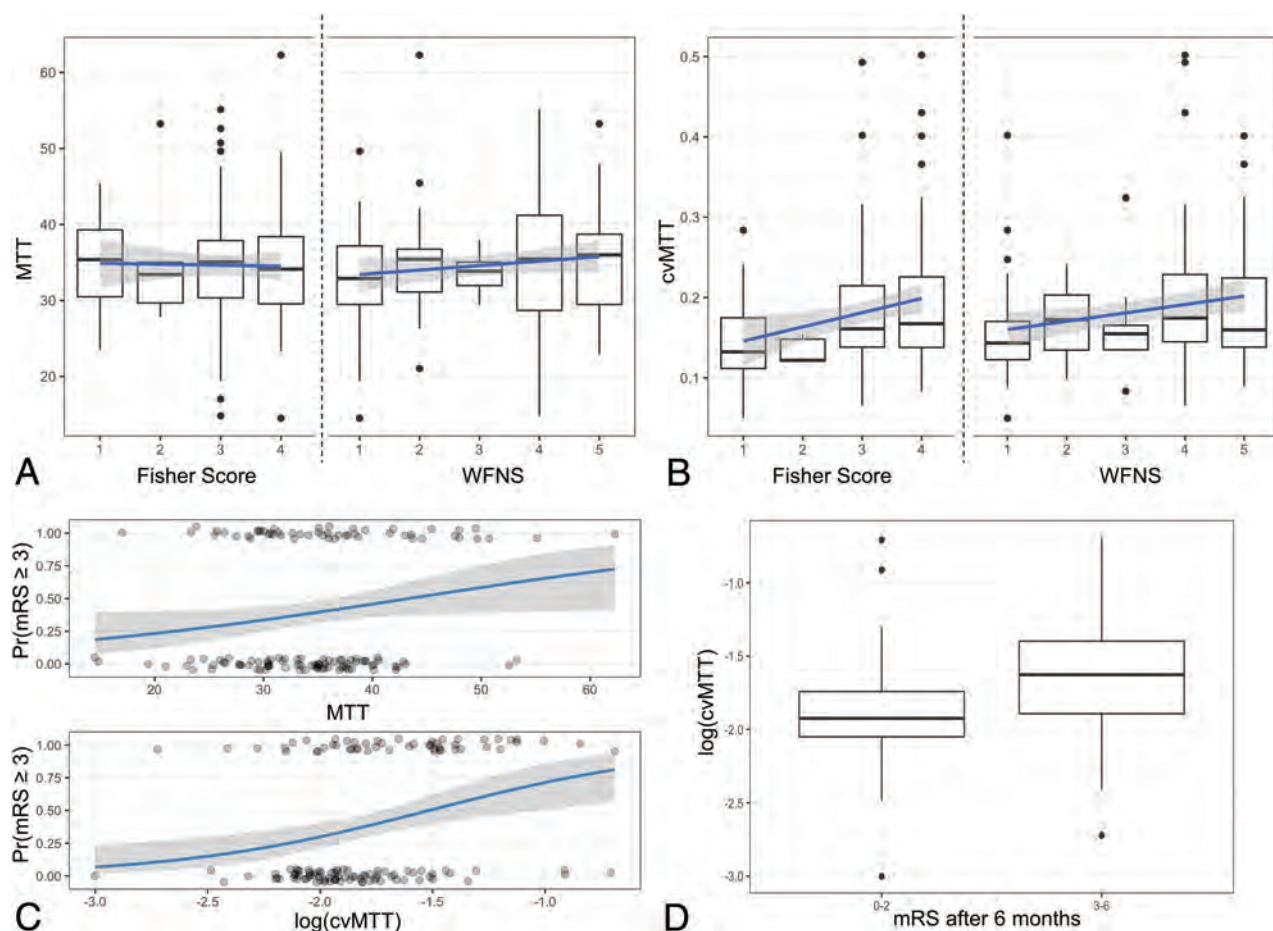 60
50
40
30
20
MTT
1 2 3 4 1 2 3 4 5
A Fisher Score WFNS
0.5
0.4
0.3
0.2
0.1
cvMTT
1 2 3 4 1 2 3 4 5
B Fisher Score WFNS
1.00
0.75
0.50
0.25
0.00
Pr(mRS ≥ 3)
20 30 40 50 60
MTT
1.00
0.75
0.50
0.25
0.00
Pr(mRS ≥ 3)
-3.0 -2.5 -2.0 -1.5 -1.0
C log(cvMTT)
-1.0
-1.5
-2.0
-2.5
-3.0
log(cvMTT)
0-2 3-6
D mRS after 6 months